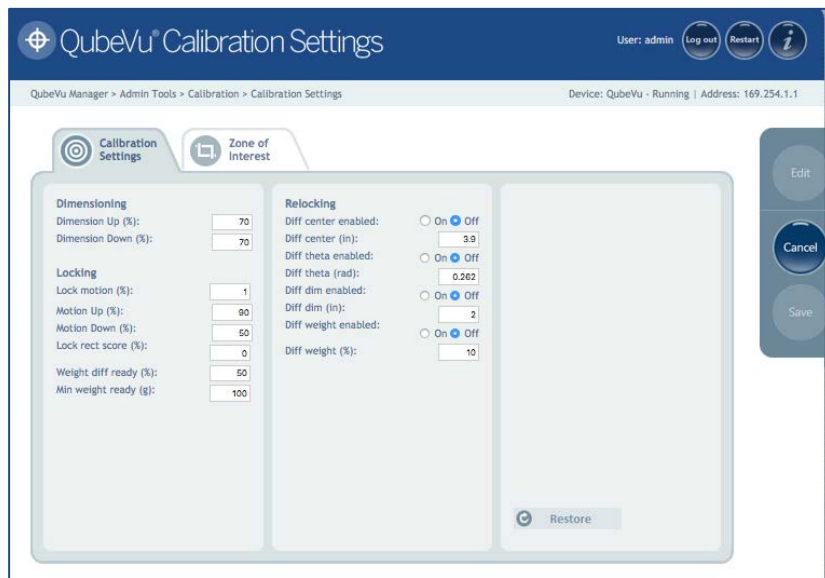 QubeVu® Calibration Settings
User: admin
Log out
Restart
i
QubeVu Manager > Admin Tools > Calibration > Calibration Settings
Device: QubeVu - Running | Address: 169.254.1.1
Calibration Settings
Zone of Interest
Dimensioning
Dimension Up (%): 70
Dimension Down (%): 70
Locking
Lock motion (%): 1
Motion Up (%): 90
Motion Down (%): 50
Lock rect score (%): 0
Weight diff ready (%): 50
Min weight ready (g): 100
Relocking
Diff center enabled: On Off
Diff center (in): 3.9
Diff theta enabled: On Off
Diff theta (rad): 0.262
Diff dim enabled: On Off
Diff dim (in): 2
Diff weight enabled: On Off
Diff weight (%): 10
Restore
Edit
Cancel
Save